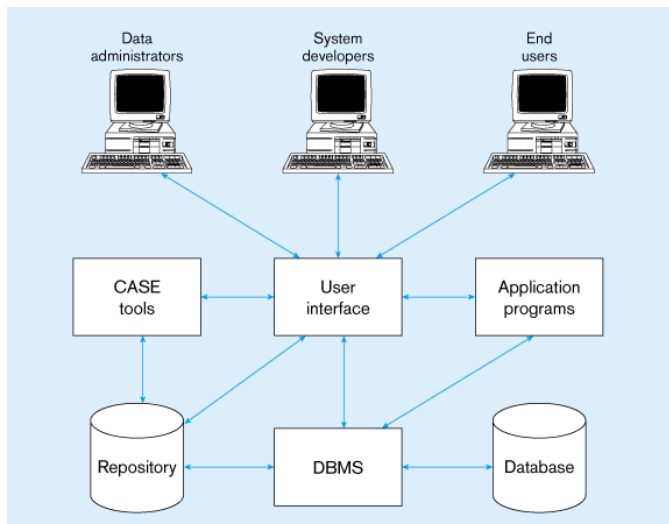 Data
administrators
System
developers
End
users
CASE
tools
User
interface
Application
programs
Repository
DBMS
Database